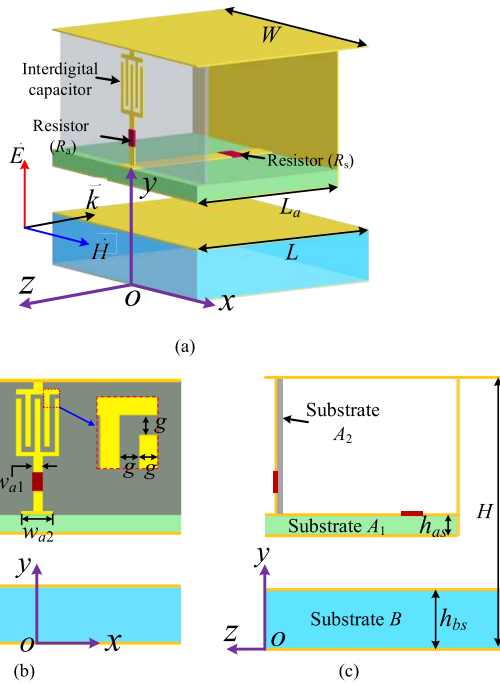 W
Interdigital
capacitor
Resistor
(Ra)
Resistor (Rs)
E
y
k
La
H
L
z
o
x
(a)
g
g
g
wa1
wa2
y
o
x
(b)
Substrate
A2
H
Substrate A1
has
y
Substrate B
hbs
z
o
(c)